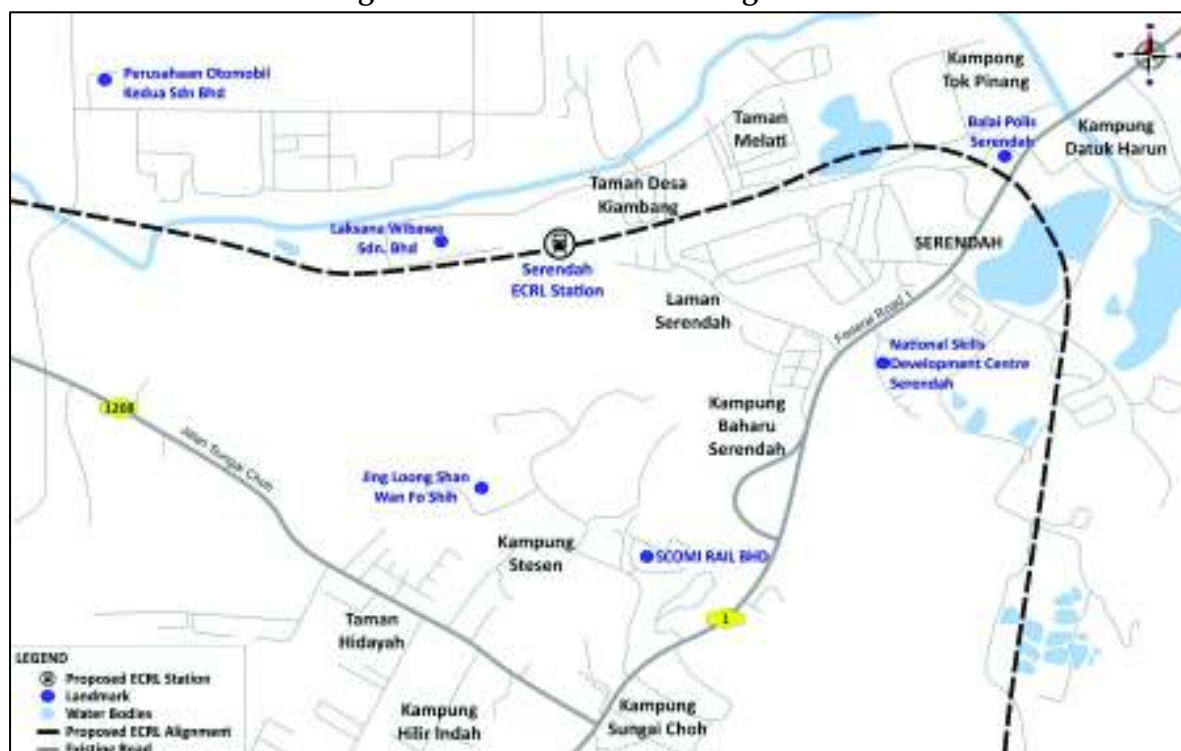 Perusahaan Otomobil
Kedua Sdn Bhd
Kampong
Tok Pinang
Taman
Melati
Balai Polis
Serendah
Kampung
Datuk Harun
Taman Desa
Kiambang
Laksana Wibawa
Sdn. Bhd
Serendah
ECRL Station
SERENDAH
Laman
Serendah
Federal Road 1
National Skills
Development Centre
Serendah
1208
Jalan Sungai Choh
Kampung
Baharu
Serendah
Jing Loong Shan
Wan Fo Shih
Kampung
Stesen
SCOMI RAIL BHD
1
Taman
Hidayah
Kampung
Hilir Indah
Kampung
Sungai Choh
LEGEND
Proposed ECRL Station
Landmark
Water Bodies
Proposed ECRL Alignment
Existing Road